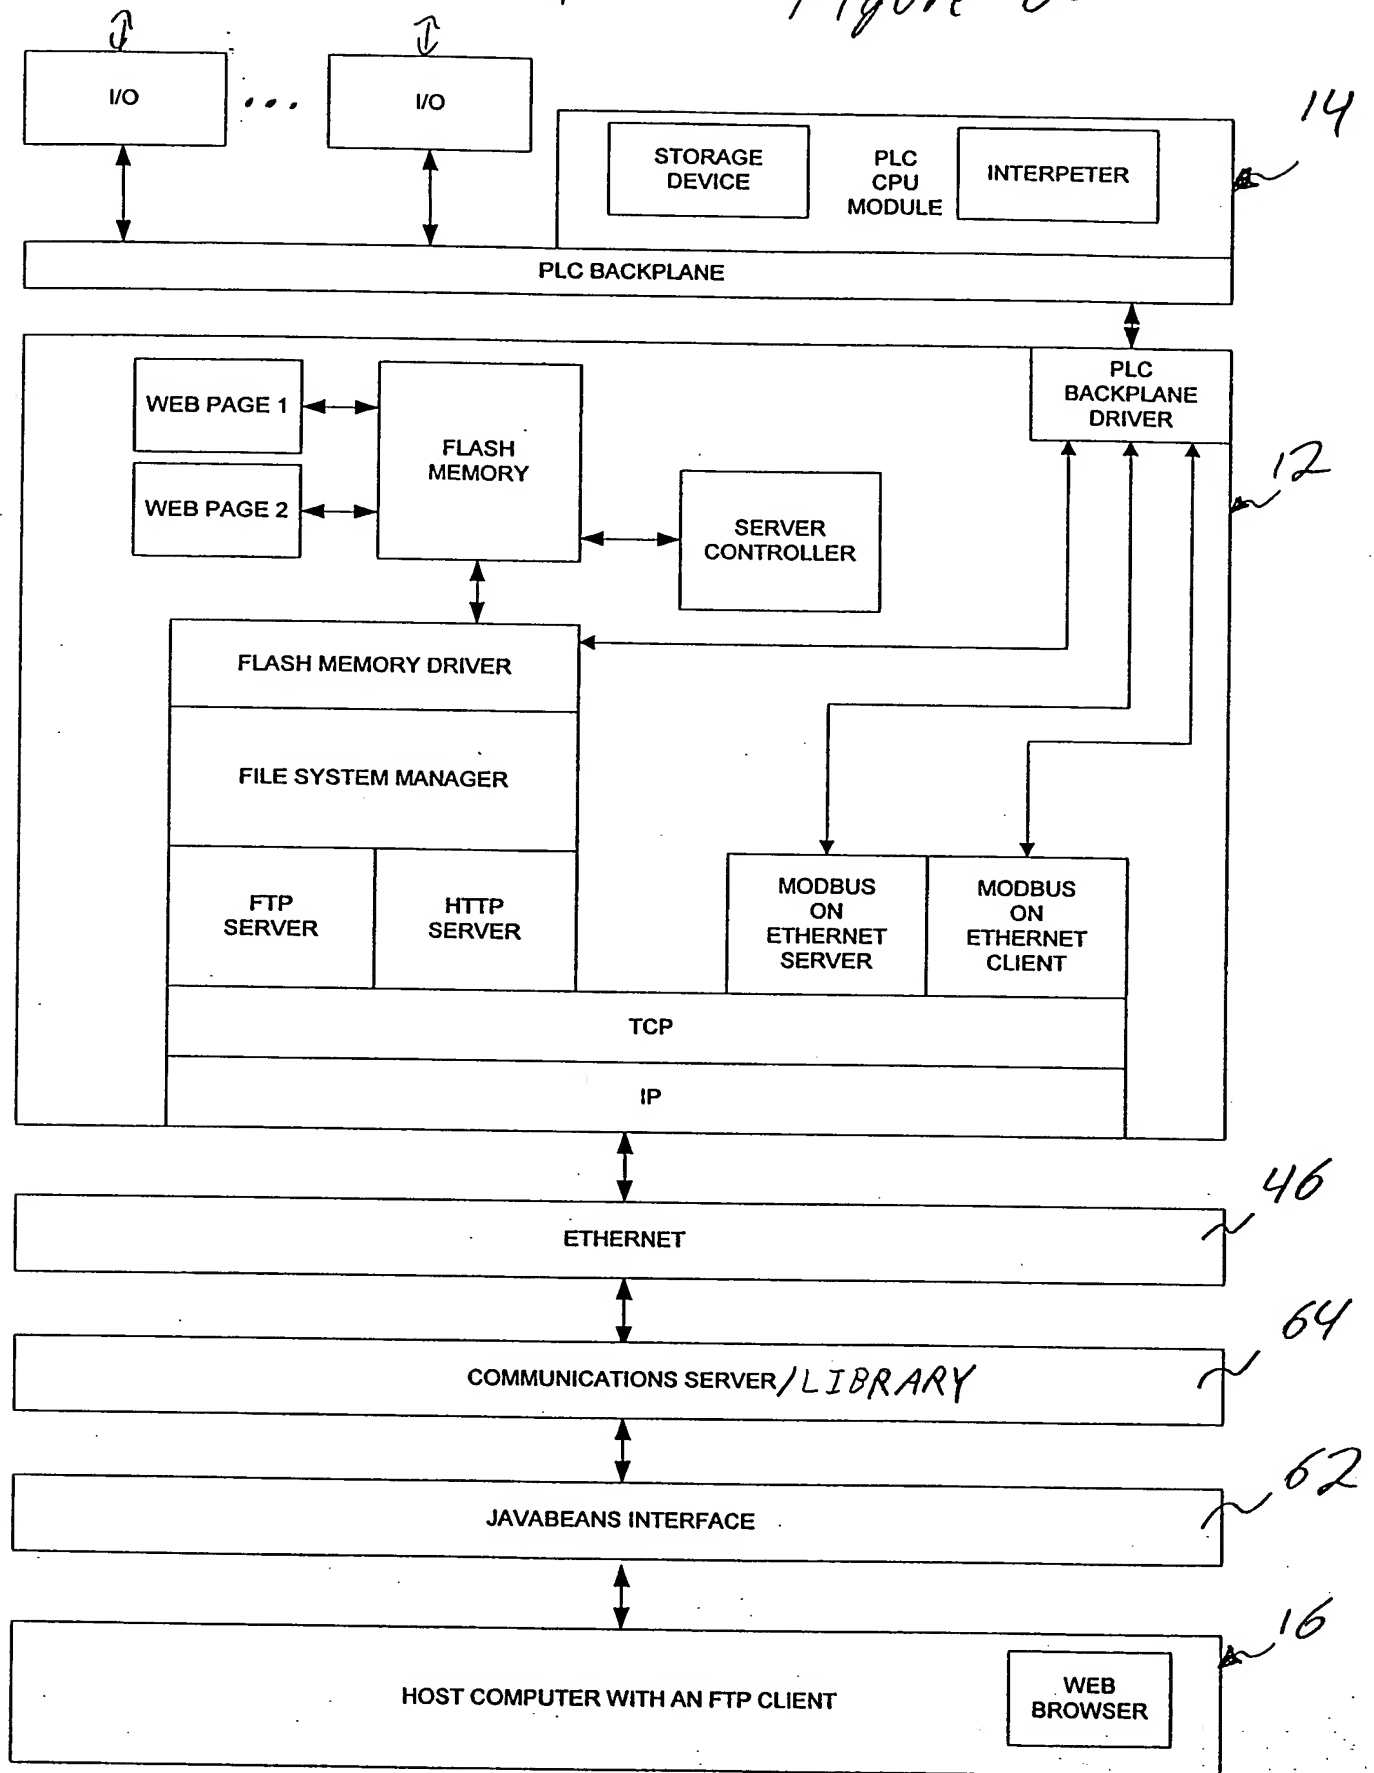 Figure
I/O
...
I/O
14
STORAGE
DEVICE
PLC
CPU
MODULE
INTERPETER
PLC BACKPLANE
PLC
BACKPLANE
DRIVER
WEB PAGE 1
FLASH
MEMORY
12
WEB PAGE 2
SERVER
CONTROLLER
FLASH MEMORY DRIVER
FILE SYSTEM MANAGER
FTP
SERVER
HTTP
SERVER
MODBUS
ON
ETHERNET
SERVER
MODBUS
ON
ETHERNET
CLIENT
TCP
IP
46
ETHERNET
64
COMMUNICATIONS SERVER/LIBRARY
62
JAVABEANS INTERFACE
16
HOST COMPUTER WITH AN FTP CLIENT
WEB
BROWSER